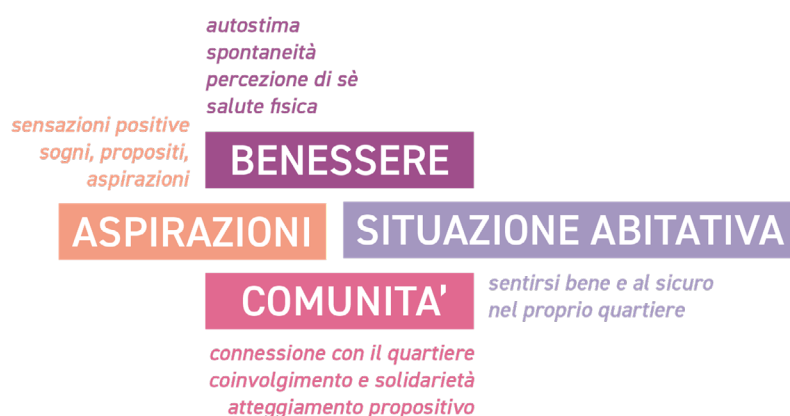 autostima
spontaneità
percezione di sè
salute fisica
BENESSERE
sensazioni positive
sogni, propositi,
aspirazioni
ASPIRAZIONI
SITUAZIONE ABITATIVA
sentirsi bene e al sicuro
nel proprio quartiere
COMUNITA’
connessione con il quartiere
coinvolgimento e solidarietà
atteggiamento propositivo